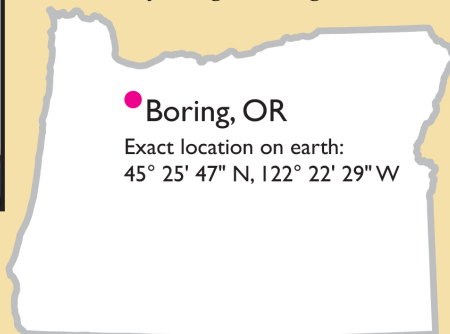 Boring, OR
Exact location on earth:
45° 25' 47" N, 122° 22' 29" W